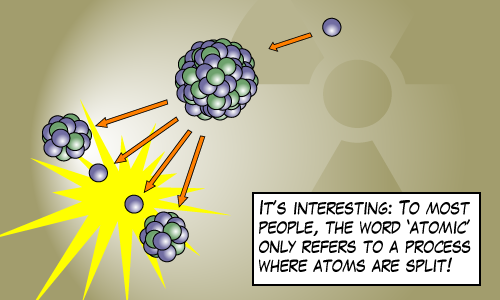 It's interesting: To most
people, the word 'atomic'
only refers to a process
where atoms are split!